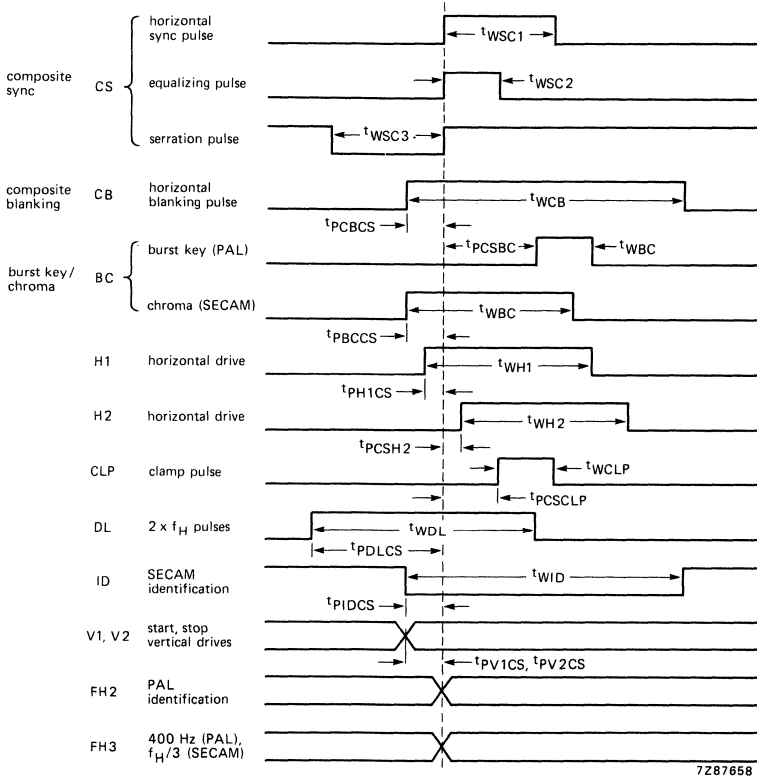 horizontal
sync pulse
tWSC1
composite
sync
CS
equalizing pulse
tWSC2
serration pulse
tWSC3
composite
blanking
CB
horizontal
blanking pulse
tWCB
tPCBCS
burst key/
chroma
BC
burst key (PAL)
tPCSBC
tWBC
chroma (SECAM)
tWBC
tPBCCS
H1
horizontal drive
tWH1
tPH1CS
H2
horizontal drive
tWH2
tPCSH2
CLP
clamp pulse
tWCLP
tPCSCLP
DL
2 x fH pulses
tWDL
tPDLCS
ID
SECAM
identification
tWID
tPIDCS
V1, V2
start, stop
vertical drives
tPV1CS, tPV2CS
FH2
PAL
identification
FH3
400 Hz (PAL),
fH/3 (SECAM)
7Z87658